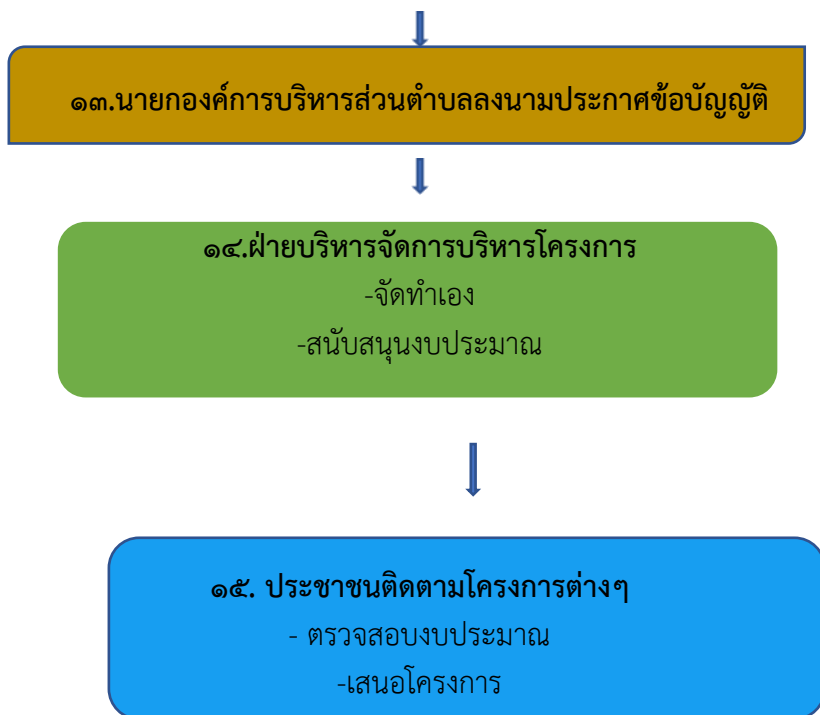 ๑๓.นายกองค์การบริหารส่วนตำบลลงนามประกาศข้อบัญญัติ
๑๔.ฝ่ายบริหารจัดการบริหารโครงการ
-จัดทำเอง
-สนับสนุนงบประมาณ
๑๕. ประชาชนติดตามโครงการต่างๆ
- ตรวจสอบงบประมาณ
-เสนอโครงการ